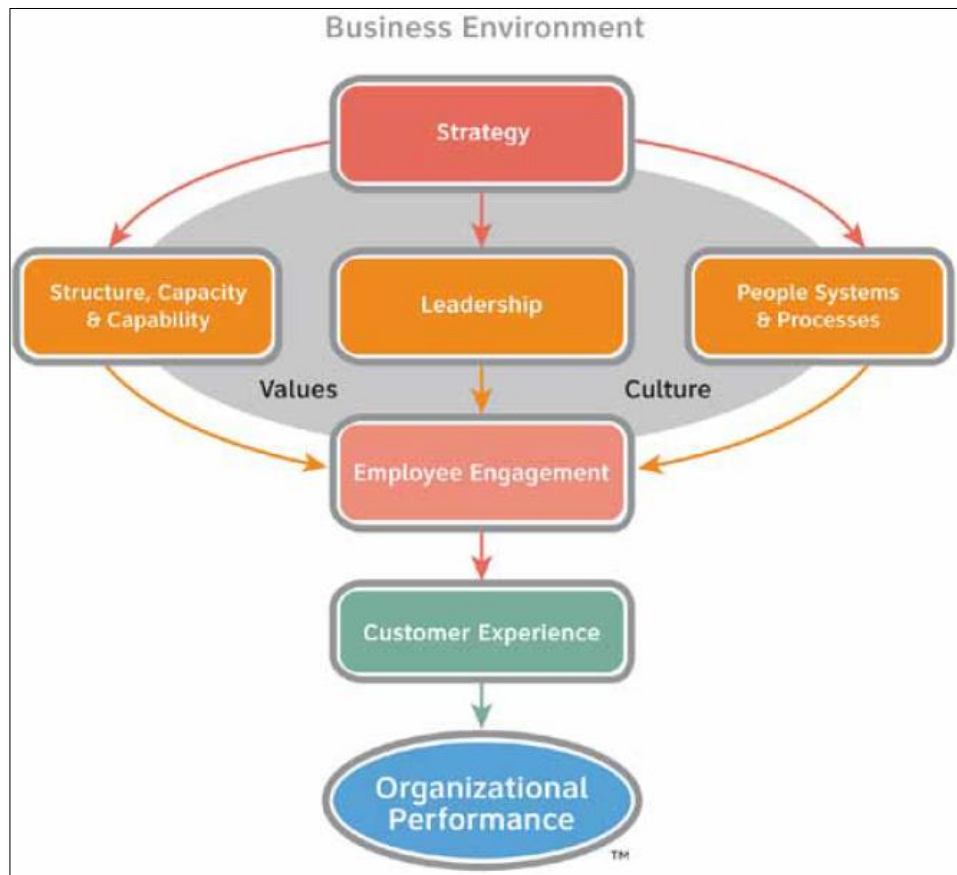 Business Environment
Strategy
Structure, Capacity
& Capability
Leadership
People Systems
& Processes
Values
Culture
Employee Engagement
Customer Experience
Organizational
Performance
TM